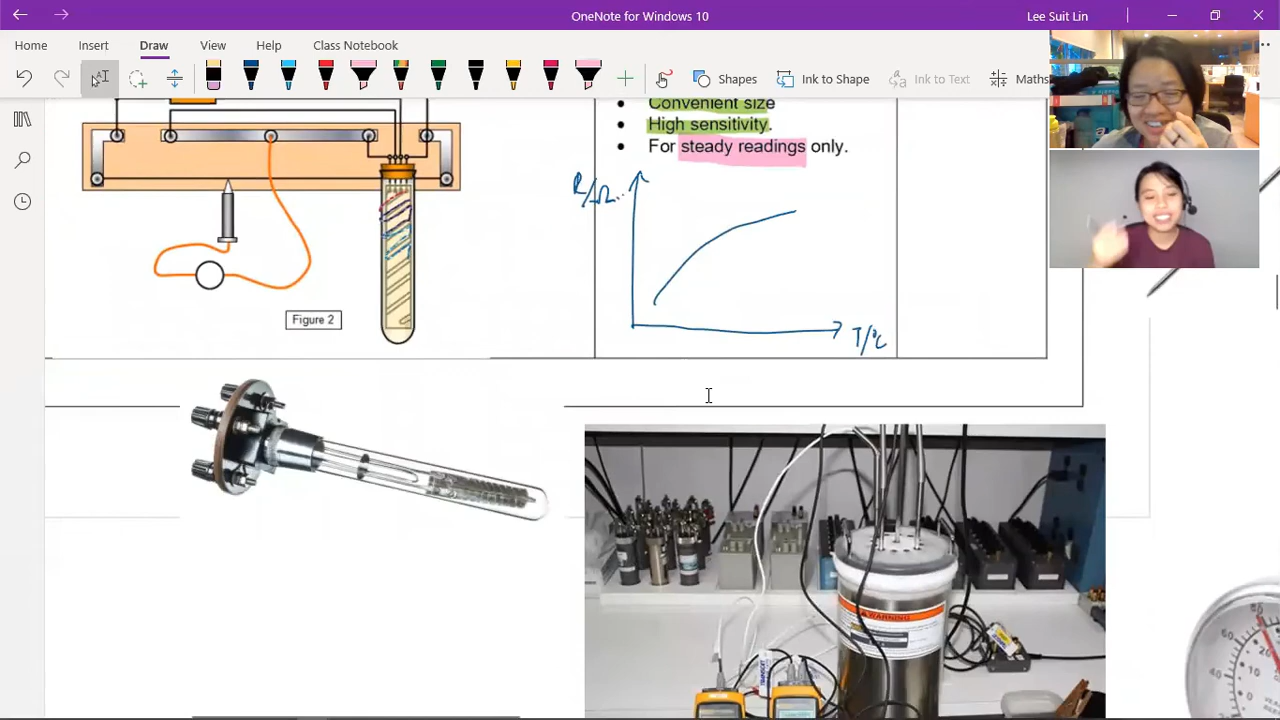 OneNote for Windows 10
Lee Suit Lin
Home
Insert
Draw
View
Help
Class Notebook
Shapes
Ink to Shape
Ink to Text
Maths
Convenient size
High sensitivity.
For steady readings only.
R/Ω
T/°C
Figure 2
WARNING